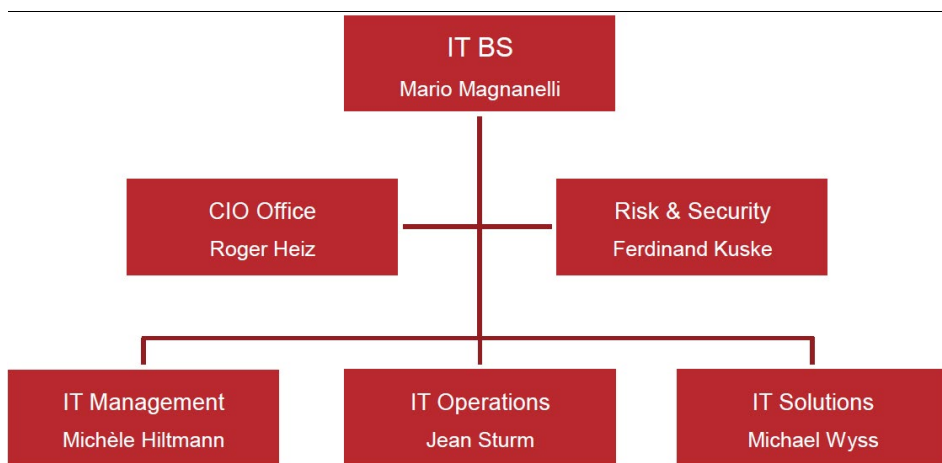 IT BS
Mario Magnanelli
CIO Office
Roger Heiz
Risk & Security
Ferdinand Kuske
IT Management
Michèle Hiltmann
IT Operations
Jean Sturm
IT Solutions
Michael Wyss